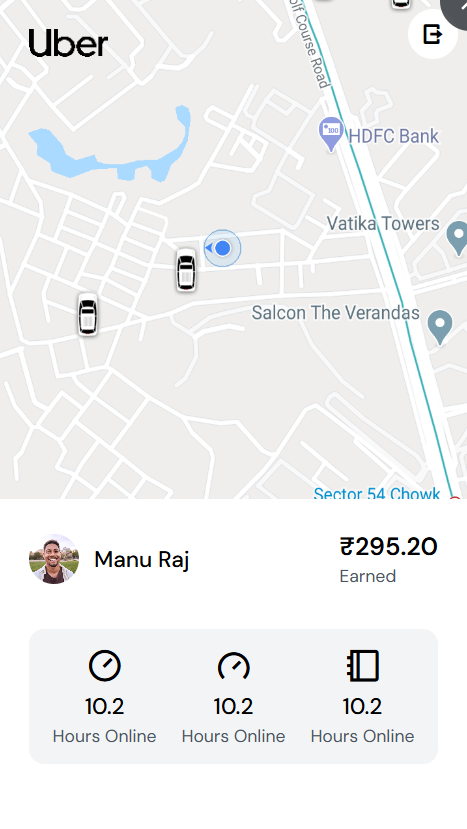 Uber
olf Course Road
100
HDFC Bank
Vatika Towers
Salcon The Verandas
Sector 54 Chowk
Manu Raj
₹295.20
Earned
10.2
10.2
10.2
Hours Online
Hours Online
Hours Online